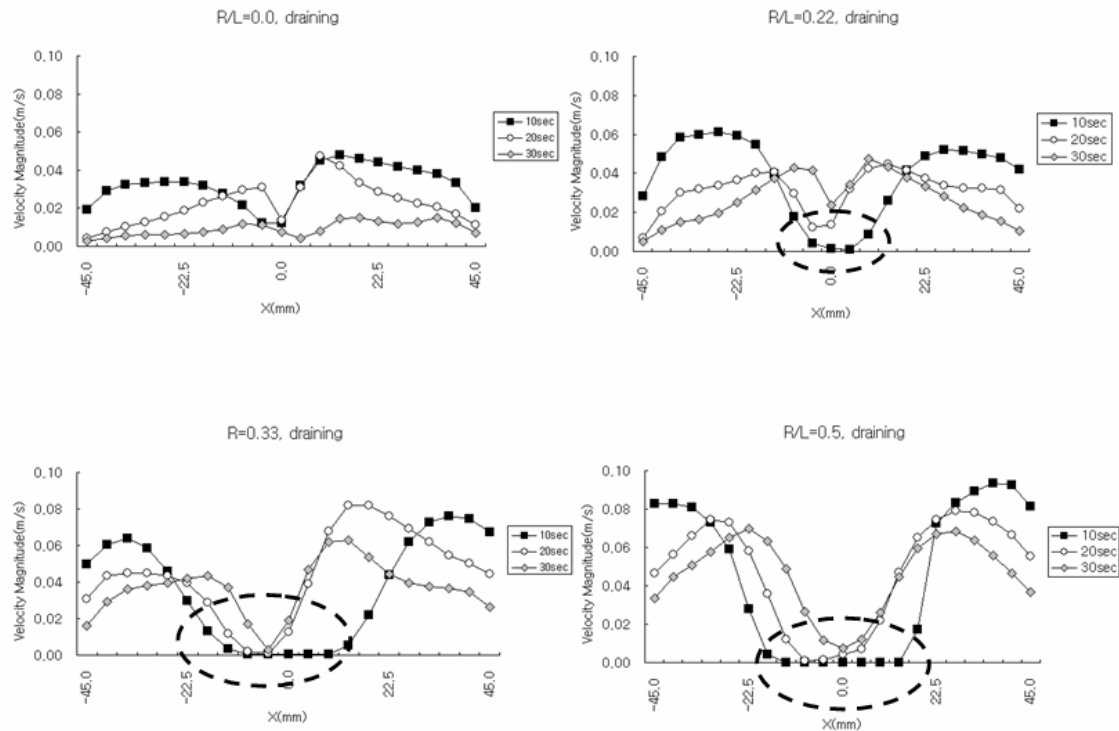 R/L=0.0, draining
Velocity Magnitude(m/s)
0.10
0.08
0.06
0.04
0.02
0.00
-45.0
-22.5
0.0
22.5
45.0
X(mm)
10sec
20sec
30sec
R/L=0.22, draining
Velocity Magnitude(m/s)
0.10
0.08
0.06
0.04
0.02
0.00
-45.0
-22.5
0.0
22.5
45.0
X(mm)
10sec
20sec
30sec
R=0.33, draining
Velocity Magnitude(m/s)
0.10
0.08
0.06
0.04
0.02
0.00
-45.0
-22.5
0.0
22.5
45.0
X(mm)
10sec
20sec
30sec
R/L=0.5, draining
Velocity Magnitude(m/s)
0.10
0.08
0.06
0.04
0.02
0.00
-45.0
-22.5
0.0
22.5
45.0
X(mm)
10sec
20sec
30sec